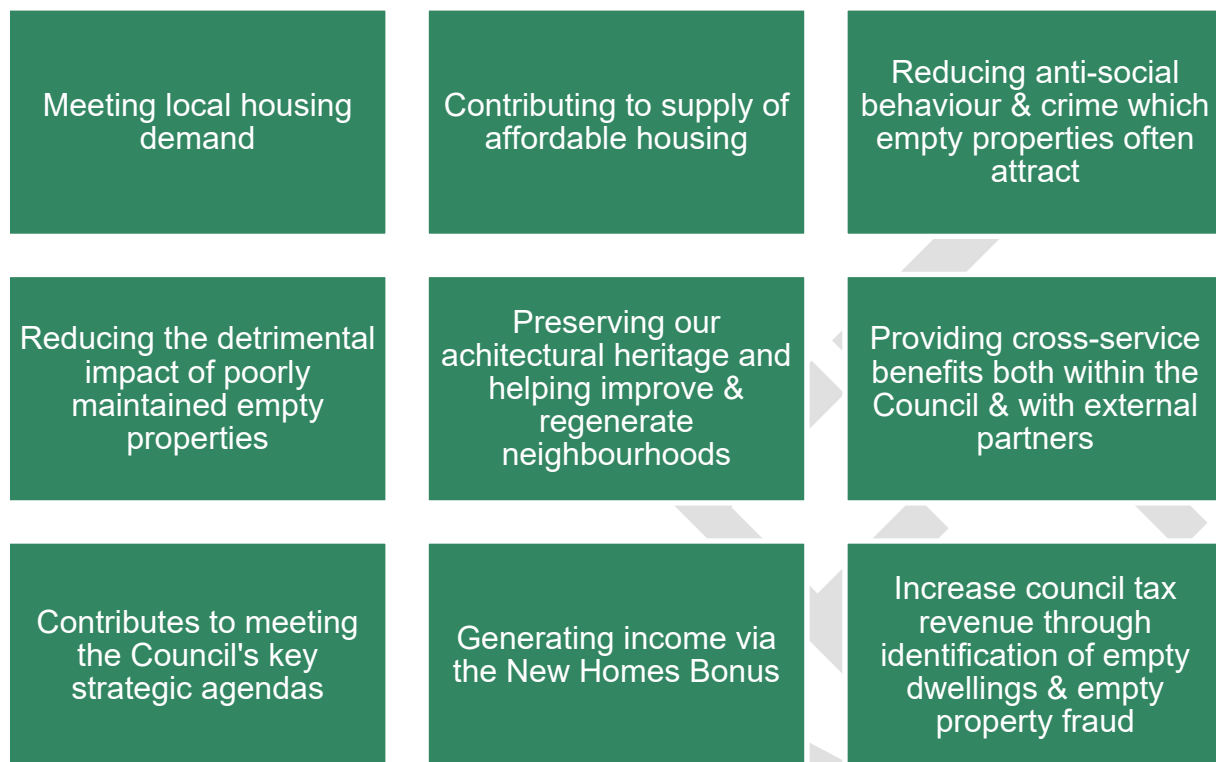 Meeting local housing
demand
Contributing to supply of
affordable housing
Reducing anti-social
behaviour & crime which
empty properties often
attract
Reducing the detrimental
impact of poorly
maintained empty
properties
Preserving our
achitectural heritage and
helping improve &
regenerate
neighbourhoods
Providing cross-service
benefits both within the
Council & with external
partners
Contributes to meeting
the Council's key
strategic agendas
Generating income via
the New Homes Bonus
Increase council tax
revenue through
identification of empty
dwellings & empty
property fraud